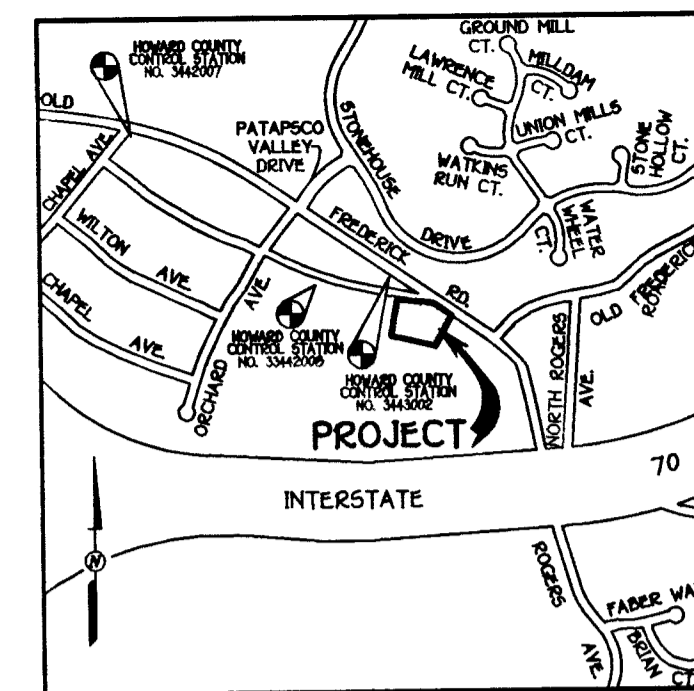 GROUND MILL
CT.
HOWARD COUNTY
CONTROL STATION
NO. 3442007
LAWRENCE
MILL CT.
MILLDAM
CT.
OLD
CHAPEL AVE.
PATAPSCO
VALLEY
DRIVE
STONEHOUSE
DRIVE
UNION MILLS
CT.
WATKINS
RUN CT.
STONE
HOLLOW
CT.
WATER
WHEEL
CT.
WILTON AVE.
FREDERICK
RD.
OLD FREDERICK
ROAD
CHAPEL
AVE.
ORCHARD
AVE.
HOWARD COUNTY
CONTROL STATION
HOWARD COUNTY
CONTROL STATION
NO. 3443002
NORTH ROGERS
AVE.
PROJECT
INTERSTATE
70
N
ROGERS
AVE.
FABER WA
BRIAN
CT.